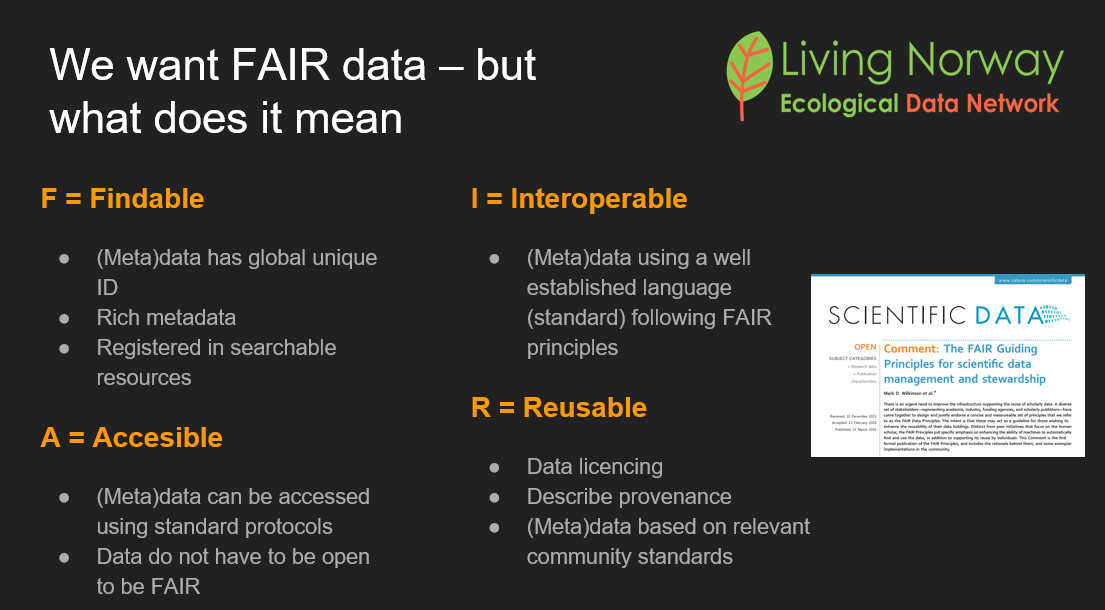 We want FAIR data – but
what does it mean
Living Norway
Ecological Data Network
F = Findable
● (Meta)data has global unique
ID
● Rich metadata
● Registered in searchable
resources
A = Accesible
● (Meta)data can be accessed
using standard protocols
● Data do not have to be open
to be FAIR
I = Interoperable
● (Meta)data using a well
established language
(standard) following FAIR
principles
R = Reusable
● Data licencing
● Describe provenance
● (Meta)data based on relevant
community standards
www.nature.com/scientificdata
SCIENTIFIC DATA
OPEN
SUBJECT CATEGORIES
» Research data
» Publication
characteristics
Received: 10 December 2015
Accepted: 12 February 2016
Published: 15 March 2016
Comment: The FAIR Guiding
Principles for scientific data
management and stewardship
Mark D. Wilkinson et al.#
There is an urgent need to improve the infrastructure supporting the reuse of scholarly data. A diverse
set of stakeholders—representing academia, industry, funding agencies, and scholarly publishers—have
come together to design and jointly endorse a concise and measureable set of principles that we refer
to as the FAIR Data Principles. The intent is that these may act as a guideline for those wishing to
enhance the reusability of their data holdings. Distinct from peer initiatives that focus on the human
scholar, the FAIR Principles put specific emphasis on enhancing the ability of machines to automatically
find and use the data, in addition to supporting its reuse by individuals. This Comment is the first
formal publication of the FAIR Principles, and includes the rationale behind them, and some exemplar
implementations in the community.